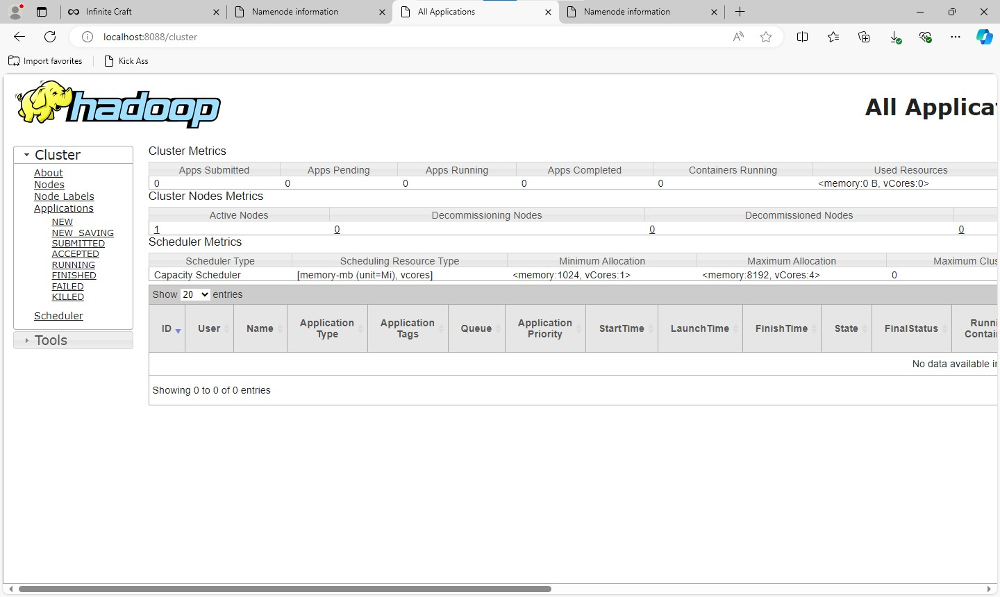 Infinite Craft
Namenode information
All Applications
Namenode information
localhost:8088/cluster
Import favorites
Kick Ass
hadoop
All Applica
Cluster
About
Nodes
Node Labels
Applications
NEW
NEW_SAVING
SUBMITTED
ACCEPTED
RUNNING
FINISHED
FAILED
KILLED
Scheduler
Tools
Cluster Metrics
Apps Submitted Apps Pending Apps Running Apps Completed Containers Running Used Resources
0 0 0 0 0 <memory:0 B, vCores:0>
Cluster Nodes Metrics
Active Nodes Decommissioning Nodes Decommissioned Nodes
1 0 0 0
Scheduler Metrics
Scheduler Type Scheduling Resource Type Minimum Allocation Maximum Allocation Maximum Clus
Capacity Scheduler [memory-mb (unit=Mi), vcores] <memory:1024, vCores:1> <memory:8192, vCores:4> 0
Show 20 entries
ID User Name Application Type Application Tags Queue Application Priority StartTime LaunchTime FinishTime State FinalStatus Runni Contai
No data available i
Showing 0 to 0 of 0 entries